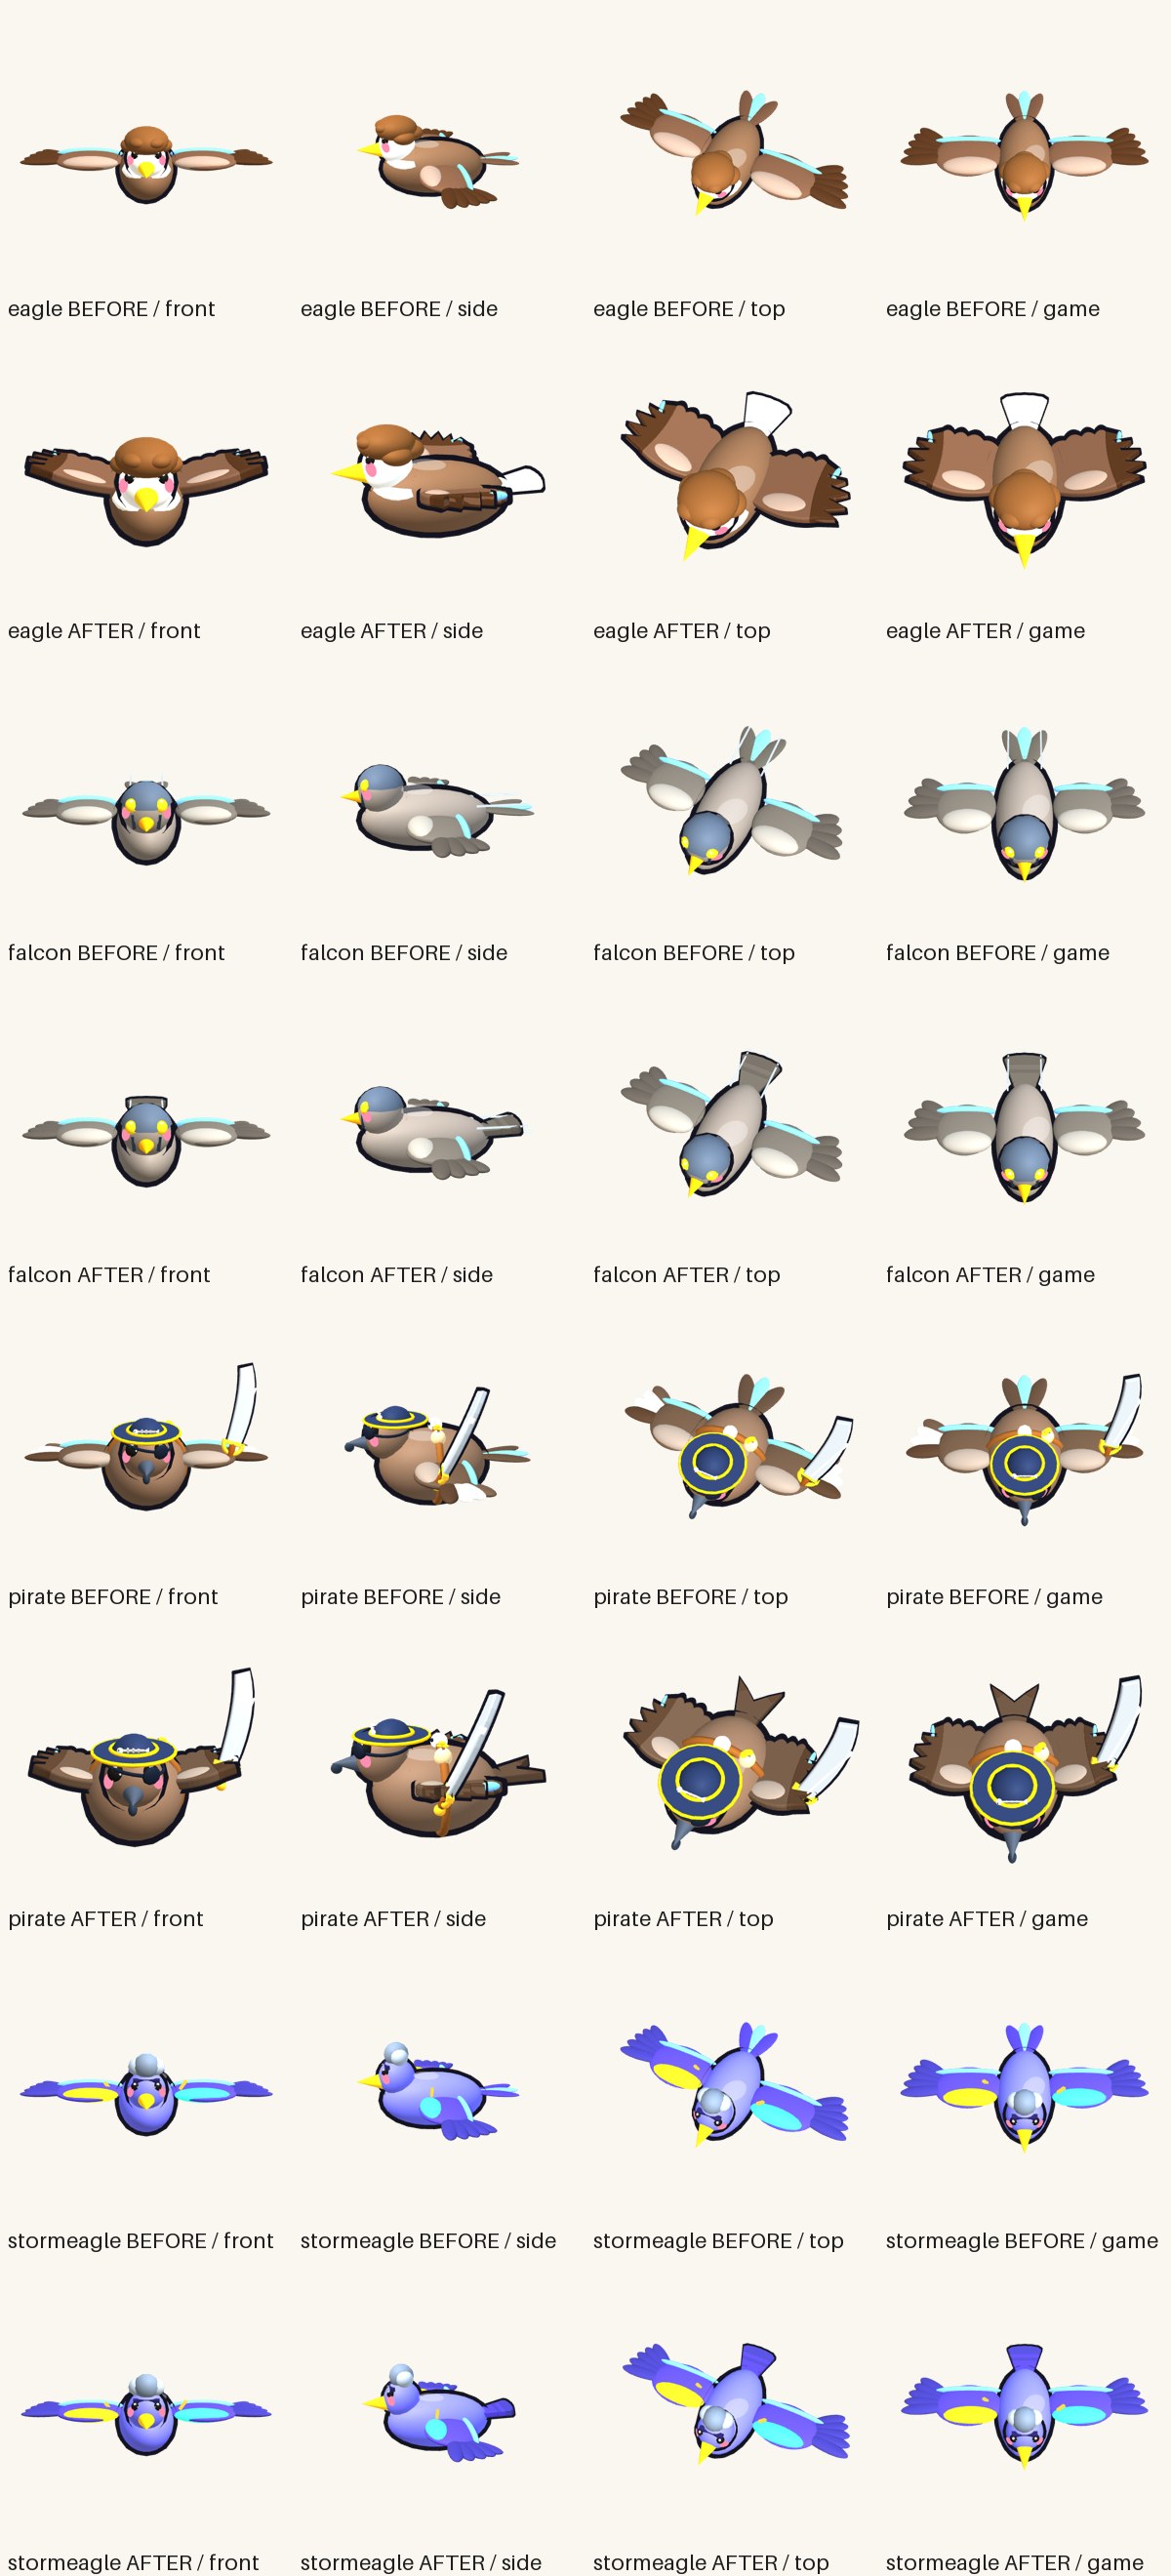 eagle BEFORE / front
eagle BEFORE / side
eagle BEFORE / top
eagle BEFORE / game
eagle AFTER / front
eagle AFTER / side
eagle AFTER / top
eagle AFTER / game
falcon BEFORE / front
falcon BEFORE / side
falcon BEFORE / top
falcon BEFORE / game
falcon AFTER / front
falcon AFTER / side
falcon AFTER / top
falcon AFTER / game
pirate BEFORE / front
pirate BEFORE / side
pirate BEFORE / top
pirate BEFORE / game
pirate AFTER / front
pirate AFTER / side
pirate AFTER / top
pirate AFTER / game
stormeagle BEFORE / front
stormeagle BEFORE / side
stormeagle BEFORE / top
stormeagle BEFORE / game
stormeagle AFTER / front
stormeagle AFTER / side
stormeagle AFTER / top
stormeagle AFTER / game